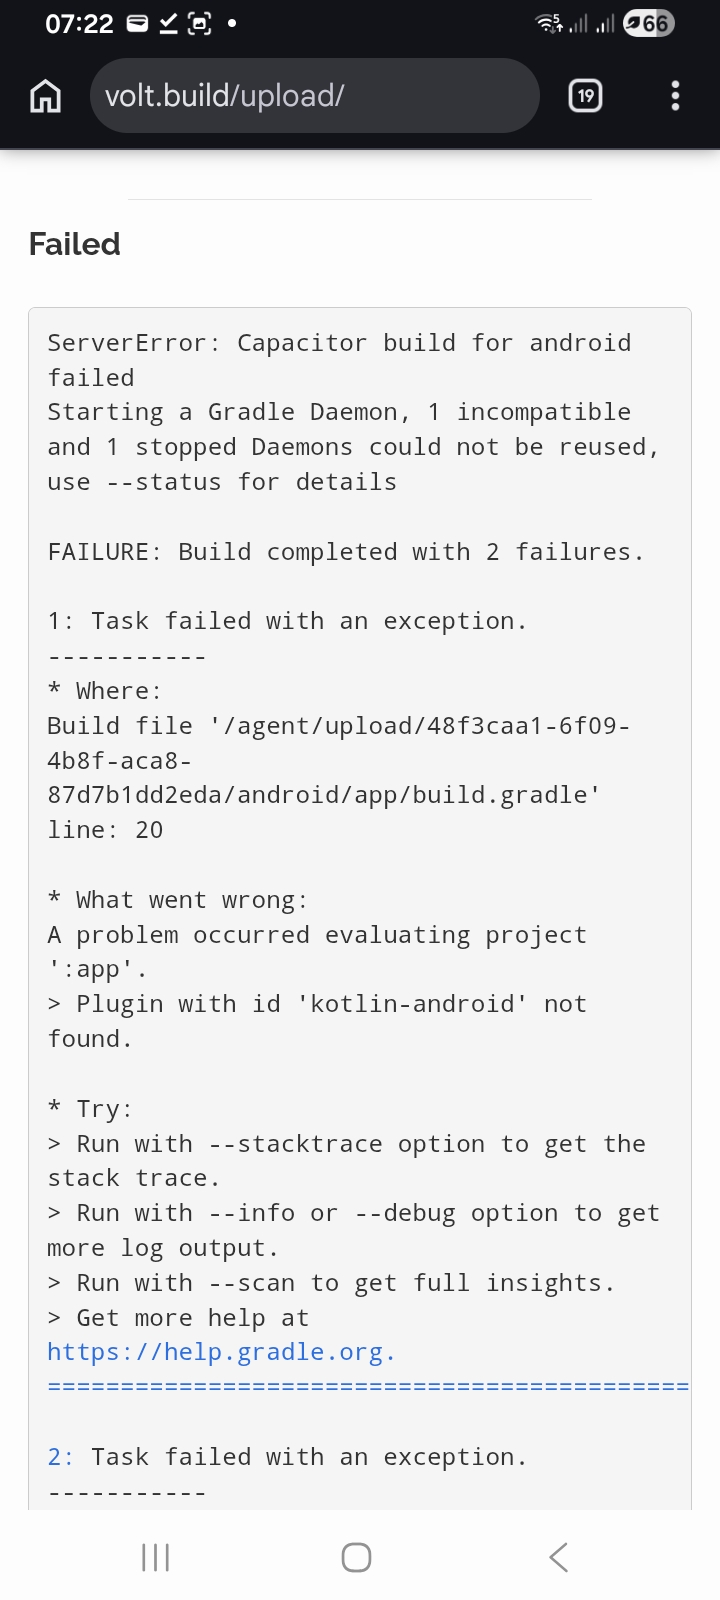 07:22
5
66
volt.build/upload/
19
Failed
ServerError: Capacitor build for android
failed
Starting a Gradle Daemon, 1 incompatible
and 1 stopped Daemons could not be reused,
use --status for details
FAILURE: Build completed with 2 failures.
1: Task failed with an exception.
-----------
* Where:
Build file '/agent/upload/48f3caa1-6f09-
4b8f-aca8-
87d7b1dd2eda/android/app/build.gradle'
line: 20
* What went wrong:
A problem occurred evaluating project
':app'.
> Plugin with id 'kotlin-android' not
found.
* Try:
> Run with --stacktrace option to get the
stack trace.
> Run with --info or --debug option to get
more log output.
> Run with --scan to get full insights.
> Get more help at
https://help.gradle.org.
============================================
2: Task failed with an exception.
-----------